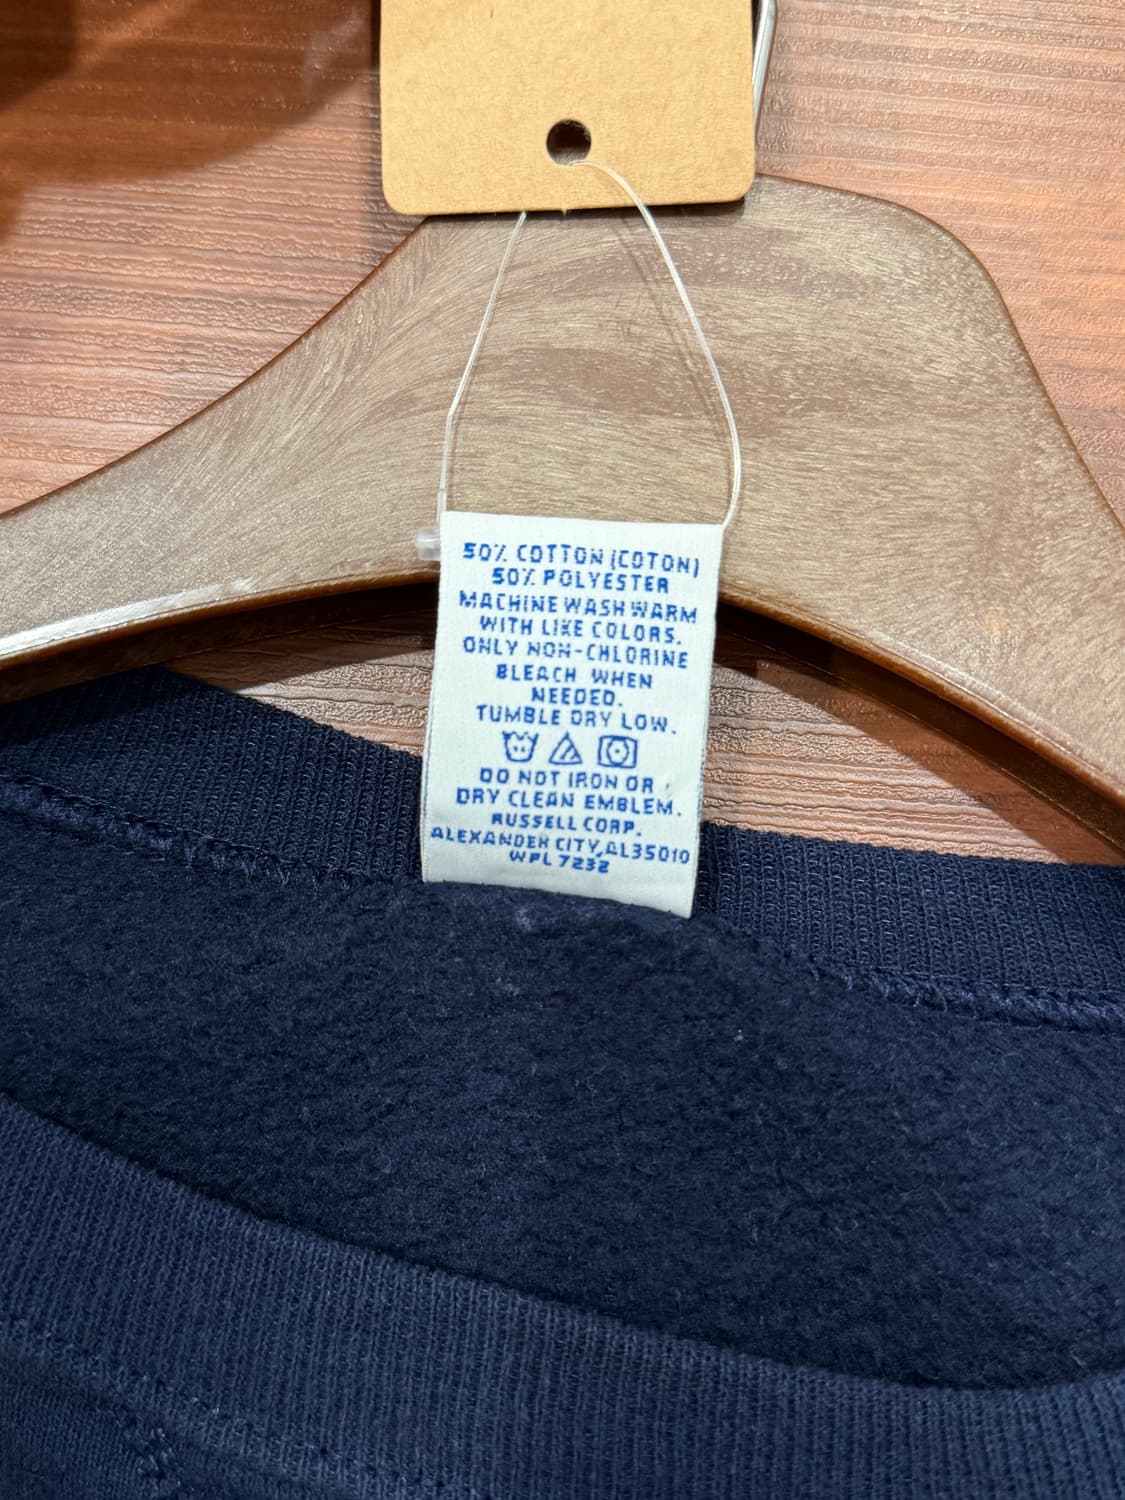 50% COTTON (COTON)
50% POLYESTER
MACHINE WASH WARM
WITH LIKE COLORS.
ONLY NON-CHLORINE
BLEACH WHEN
NEEDED.
TUMBLE DRY LOW.
DO NOT IRON OR
DRY CLEAN EMBLEM.
RUSSELL CORP.
ALEXANDER CITY, AL35010
WPL 7232